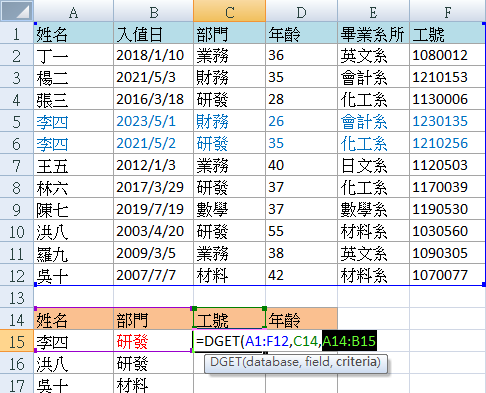 A B C D E F
1 姓名 入值日 部門 年齡 畢業系所 工號
2 丁一 2018/1/10 業務 36 英文系 1080012
3 楊二 2021/5/3 財務 35 會計系 1210153
4 張三 2016/3/18 研發 28 化工系 1130006
5 李四 2023/5/1 財務 26 會計系 1230135
6 李四 2021/5/2 研發 35 化工系 1210256
7 王五 2012/1/3 業務 40 日文系 1120503
8 林六 2017/3/29 研發 37 化工系 1170039
9 陳七 2019/7/19 數學 37 數學系 1190530
10 洪八 2003/4/20 研發 55 材料系 1030560
11 羅九 2009/3/5 業務 38 英文系 1090305
12 吳十 2007/7/7 材料 42 材料系 1070077
13
14 姓名 部門 工號 年齡
15 李四 研發 =DGET(A1:F12,C14,A14:B15
16 洪八 研發 DGET(database, field, criteria)
17 吳十 材料